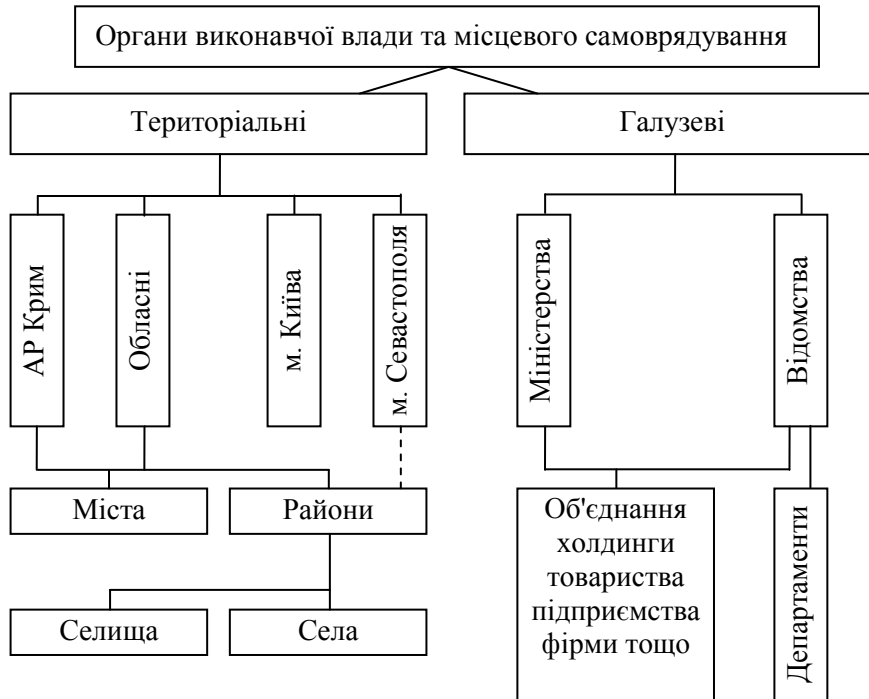 Органи виконавчої влади та місцевого самоврядування
Територіальні
Галузеві
АР Крим
Обласні
м. Київа
м. Севастополя
Міністерства
Відомства
Міста
Райони
Об'єднання
холдинги
товариства
підприємства
фірми тощо
Департаменти
Селища
Села